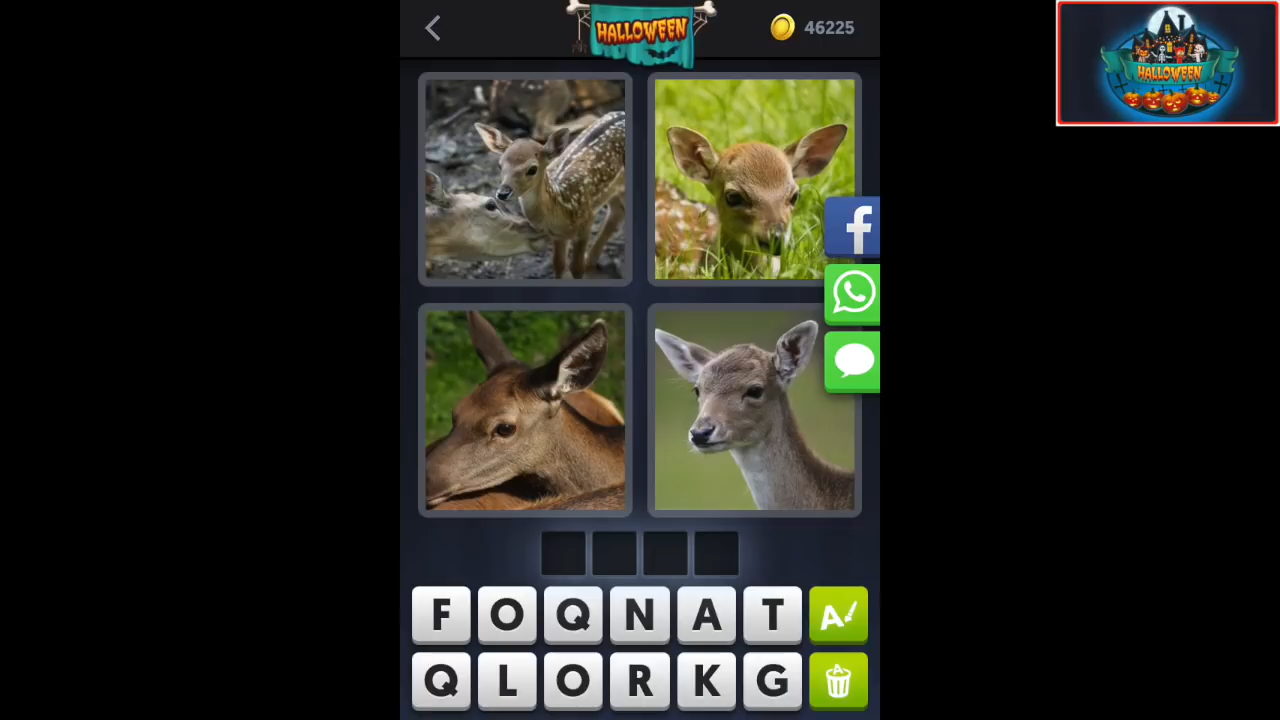 HALLOWEEN
46225
HALLOWEEN
f
F O Q N A T A
Q L O R K G A